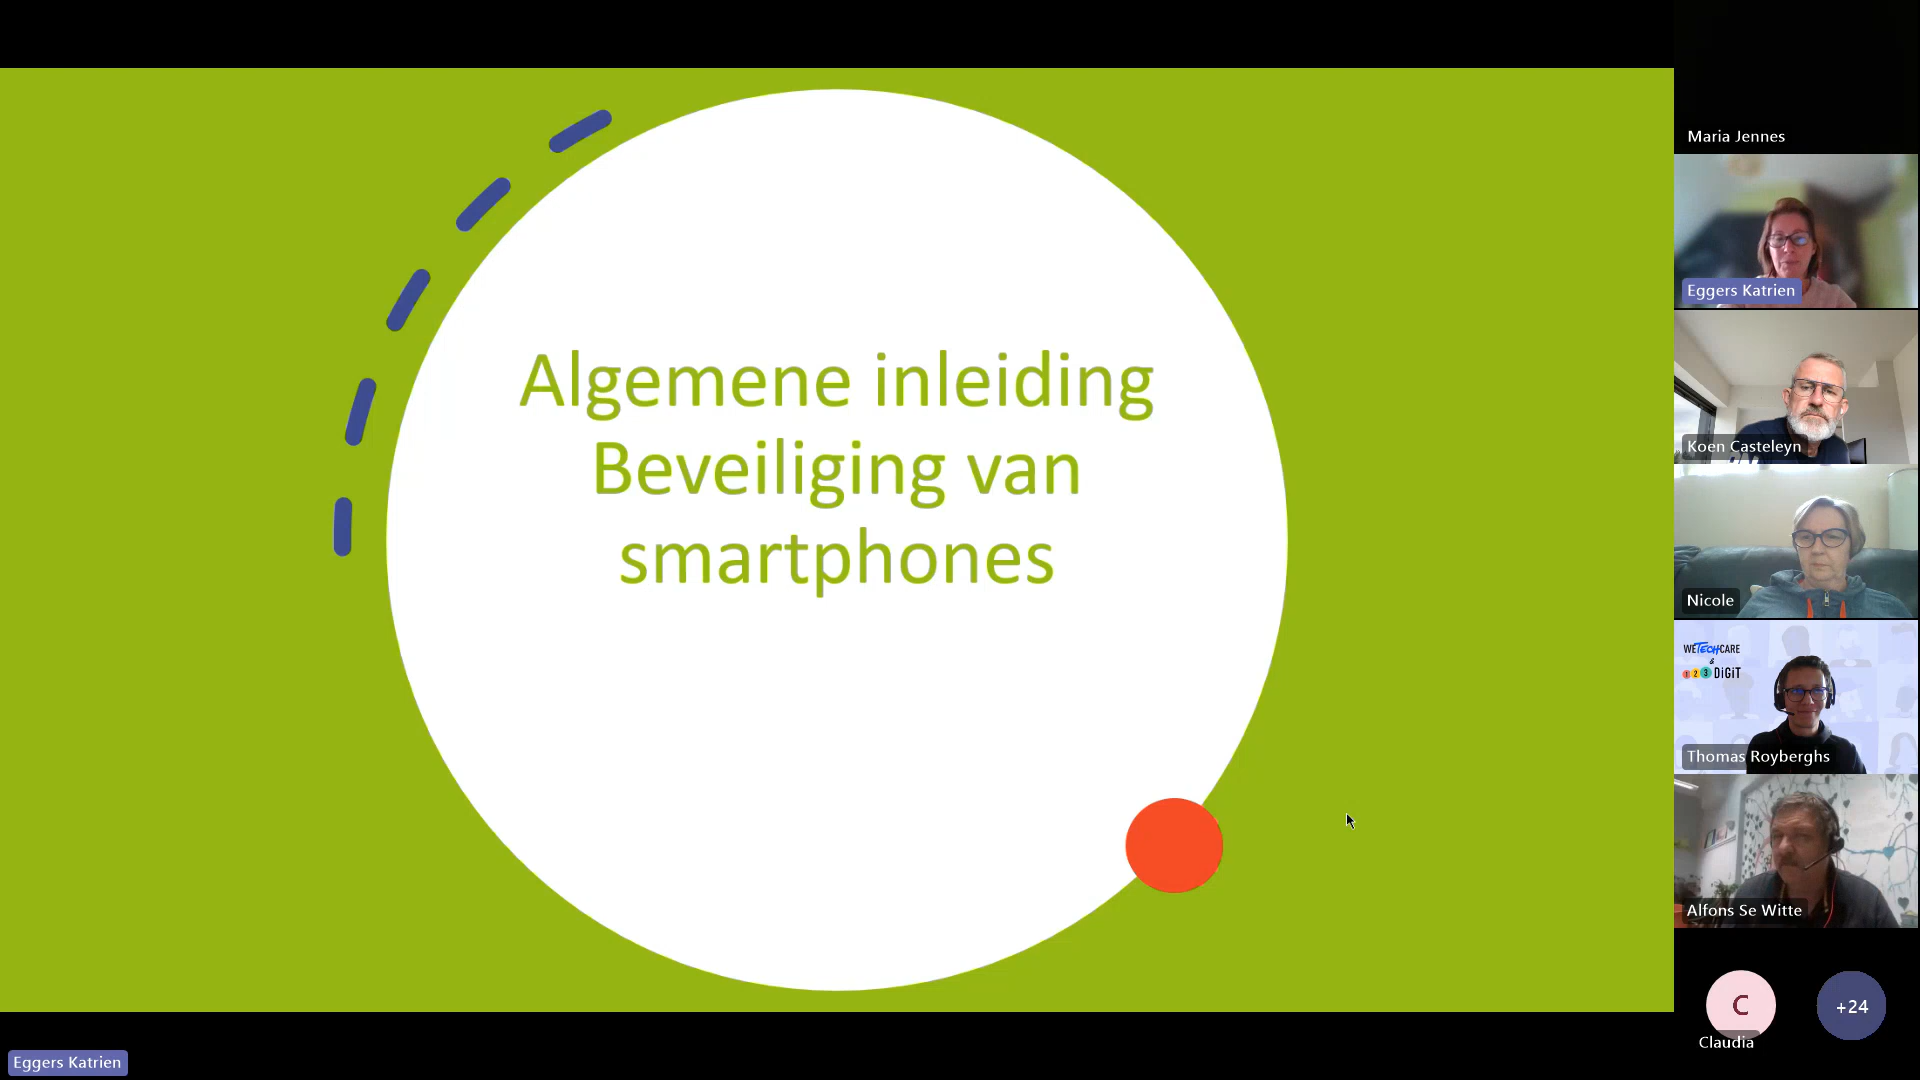 Algemene inleiding
Beveiliging van
smartphones
Maria Jennes
Eggers Katrien
Koen Casteleyn
Nicole
WETECHCARE
&
123 DiGiT
Thomas Royberghs
Alfons Se Witte
C
Claudia
+24
Eggers Katrien